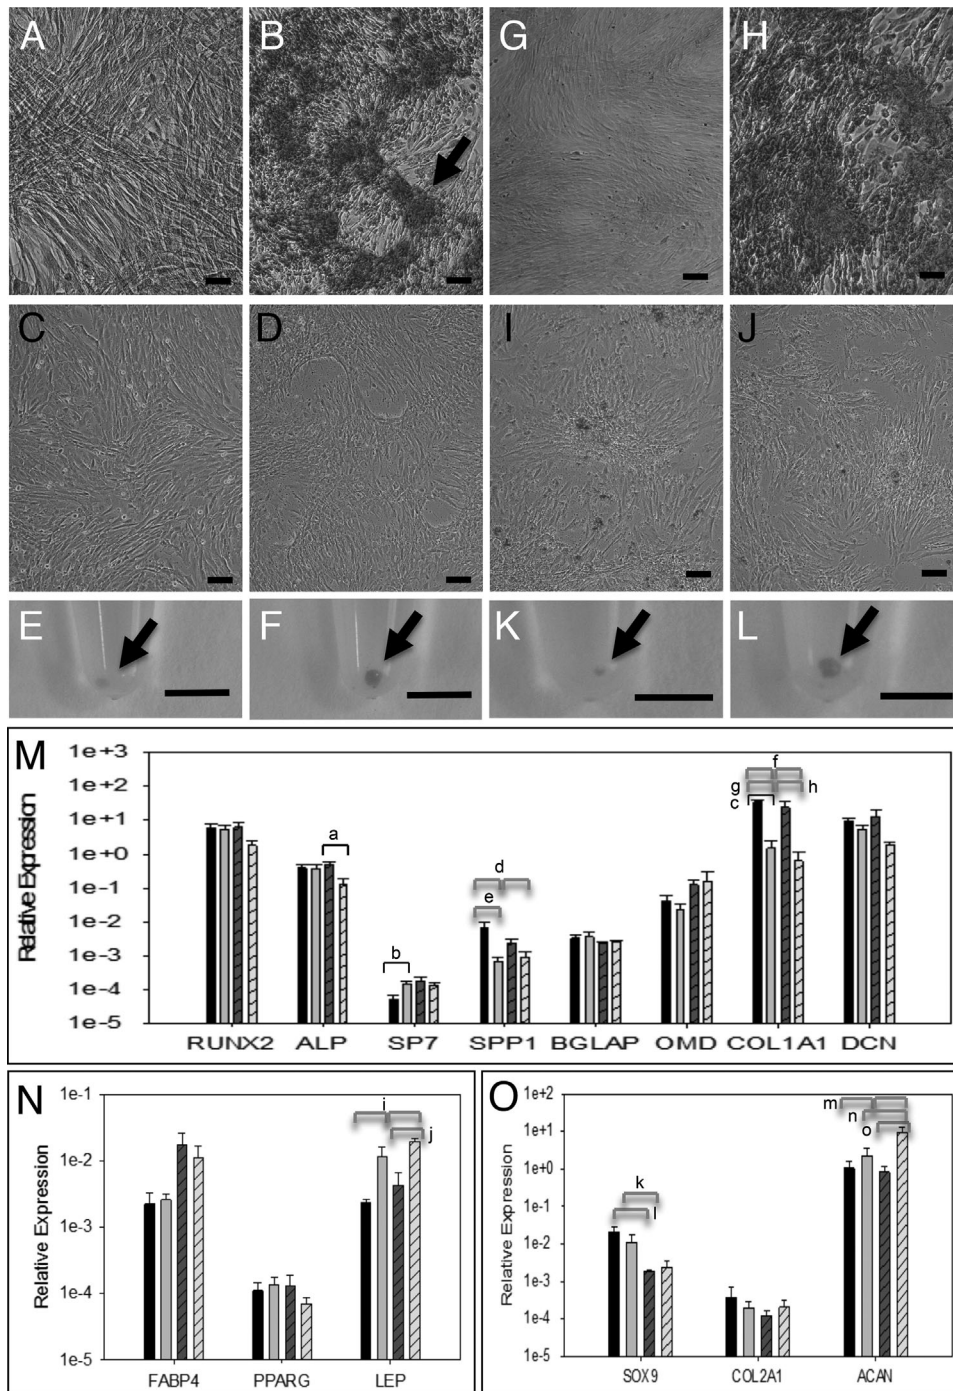 A B G H
C D I J
E F K L
M
Relative Expression
1e+3
1e+2
1e+1
1e+0
1e-1
1e-2
1e-3
1e-4
1e-5
a
b
d
e
f
g
h
c
RUNX2 ALP SP7 SPP1 BGLAP OMD COL1A1 DCN
N
Relative Expression
1e-1
1e-2
1e-3
1e-4
1e-5
i
j
FABP4 PPARG LEP
O
Relative Expression
1e+2
1e+1
1e+0
1e-1
1e-2
1e-3
1e-4
1e-5
k
l
m
n
o
SOX9 COL2A1 ACAN